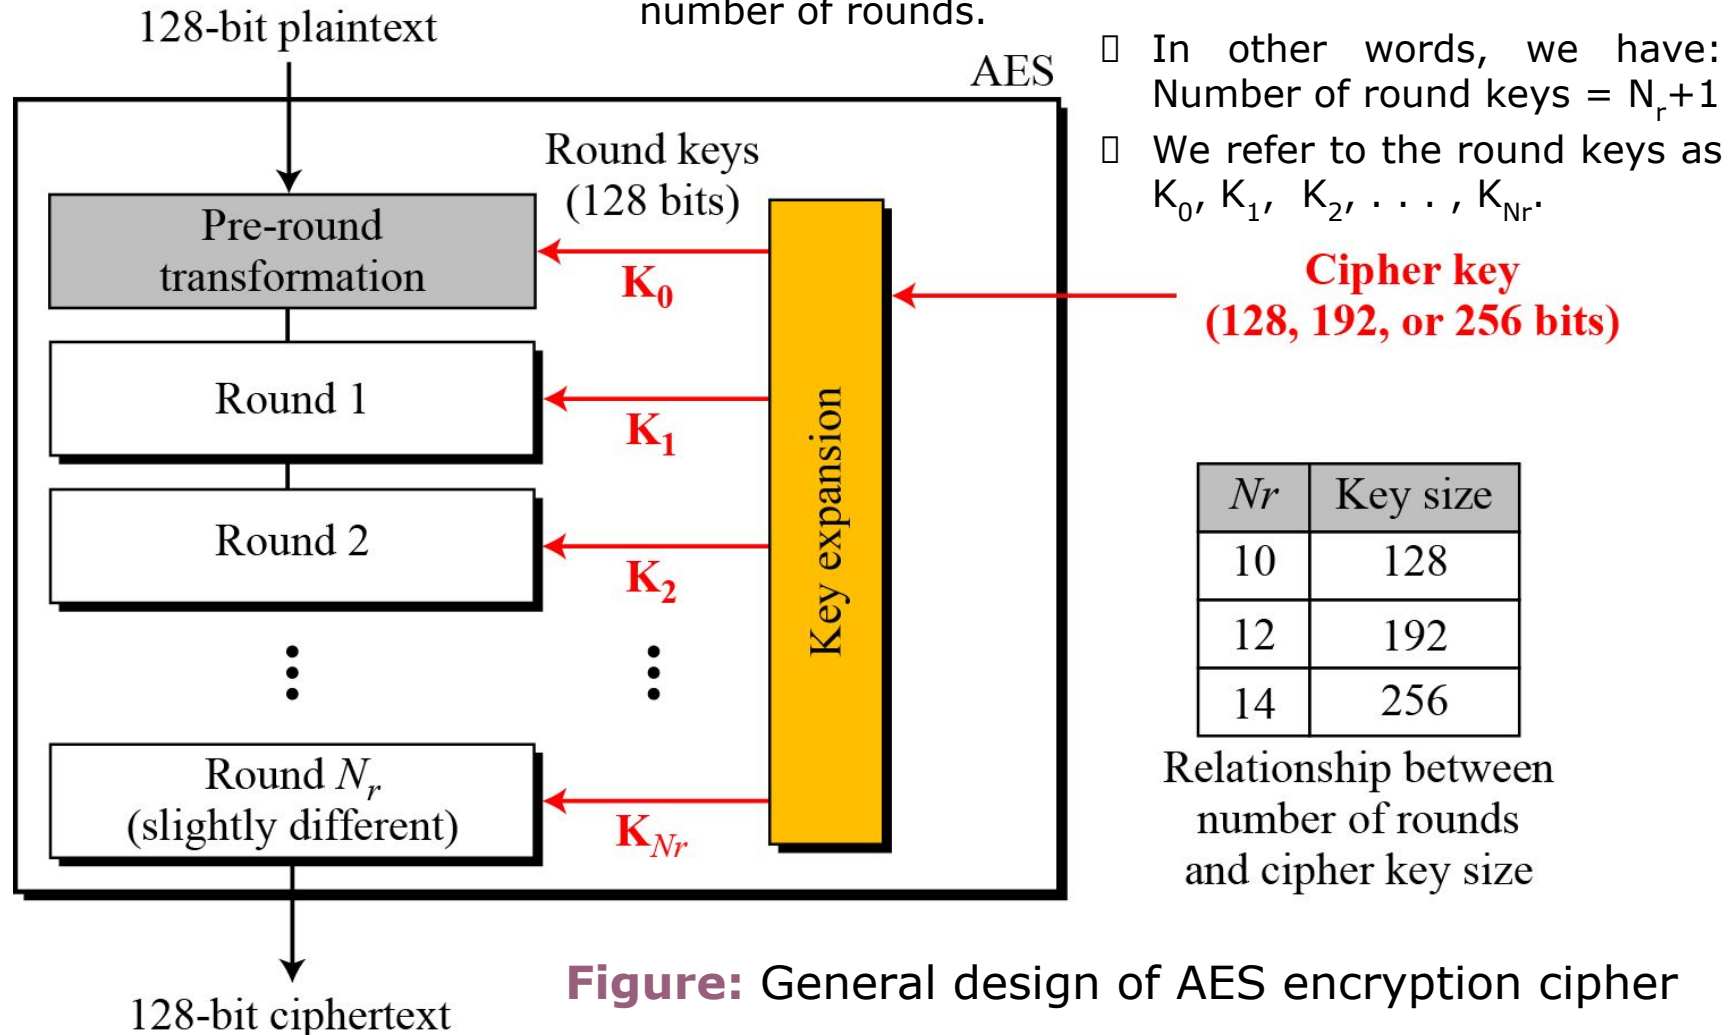 number of rounds.
128-bit plaintext
AES
▯ In other words, we have:
Number of round keys = Nr+1
▯ We refer to the round keys as
K0, K1, K2, . . . , KNr.
Round keys
(128 bits)
Pre-round
transformation
K0
Cipher key
(128, 192, or 256 bits)
Round 1
K1
Key expansion
Round 2
K2
Round Nr
(slightly different)
KNr
Nr Key size
10 128
12 192
14 256
Relationship between
number of rounds
and cipher key size
Figure: General design of AES encryption cipher
128-bit ciphertext